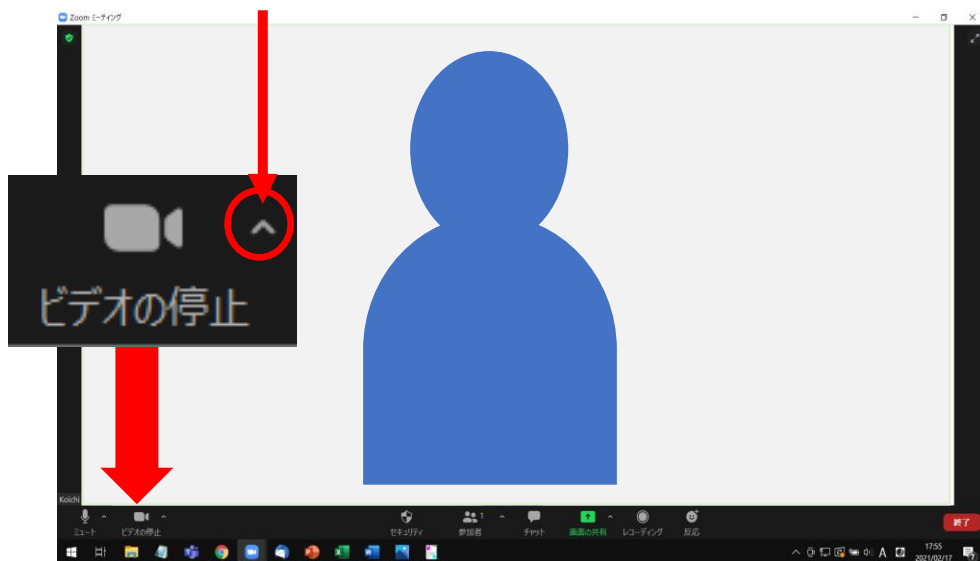 Zoom ミーティング
ビデオの停止
Koichi
ミュート ビデオの停止 セキュリティ 参加者 1 チャット 画面の共有 レコーディング 反応 終了
A 17:55
2021/02/17